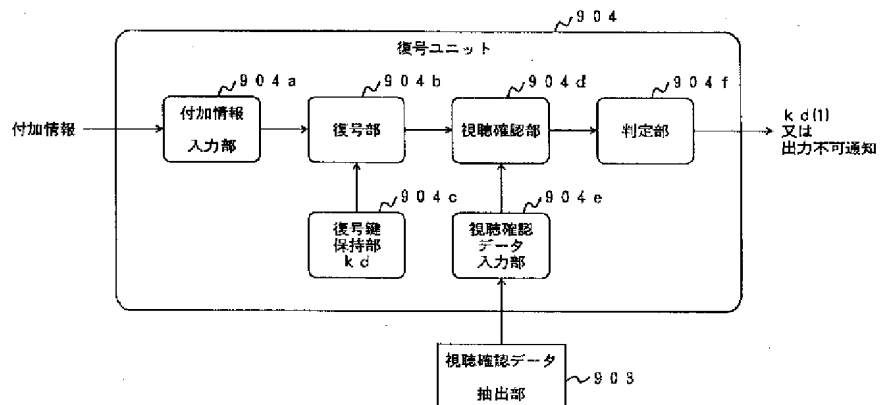 904
復号ユニット
904a
904b
904d
904f
付加情報
付加情報
入力部
復号部
視聴確認部
判定部
kd(1)
又は
出力不可通知
904c
904e
復号鍵
保持部
kd
視聴確認
データ
入力部
視聴確認データ
抽出部
903